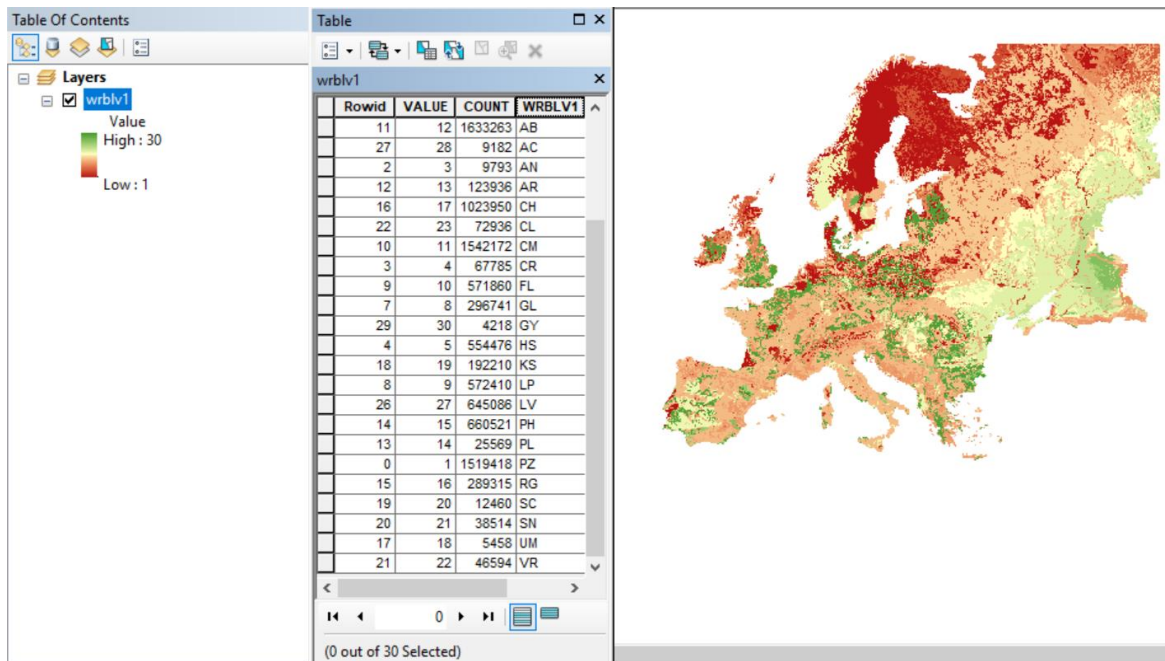 Table Of Contents
Layers
wrblv1
Value
High : 30
Low : 1
Table
wrblv1
Rowid VALUE COUNT WRBLV1
11 12 1633263 AB
27 28 9182 AC
2 3 9793 AN
12 13 123936 AR
16 17 1023950 CH
22 23 72936 CL
10 11 1542172 CM
3 4 67785 CR
9 10 571860 FL
7 8 296741 GL
29 30 4218 GY
4 5 554476 HS
18 19 192210 KS
8 9 572410 LP
26 27 645086 LV
14 15 660521 PH
13 14 25569 PL
0 1 1519418 PZ
15 16 289315 RG
19 20 12460 SC
20 21 38514 SN
17 18 5458 UM
21 22 46594 VR
0
(0 out of 30 Selected)